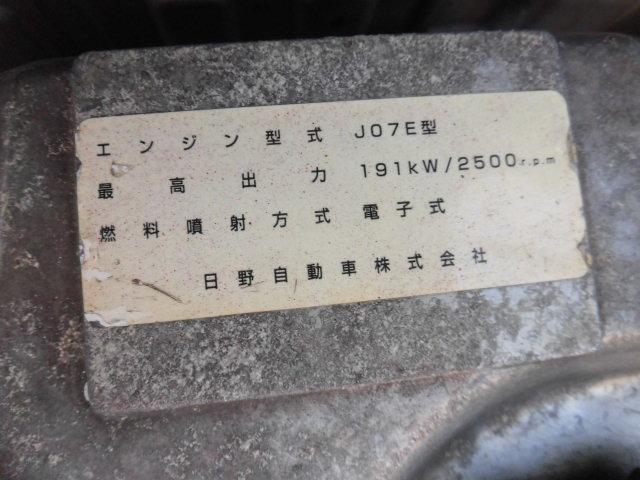 エンジン型式 J07E型
最高出力 191kW/2500r.p.m
燃料噴射方式 電子式
日野自動車株式会社